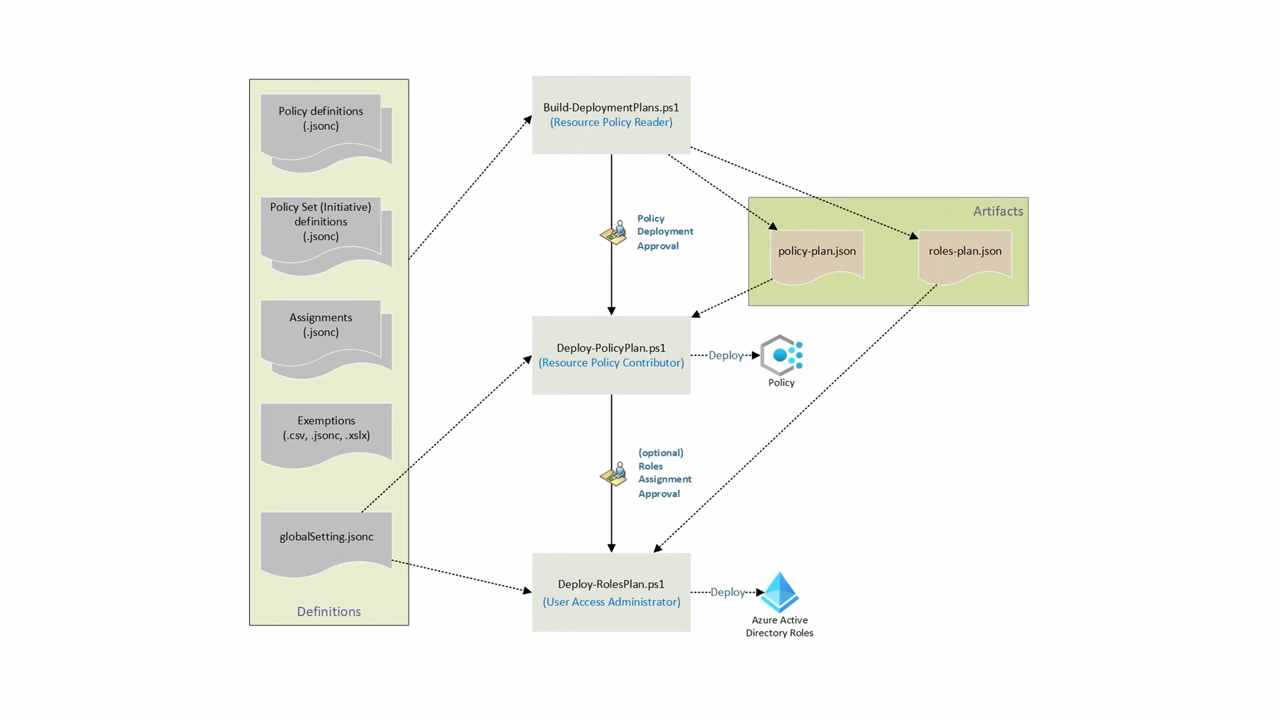 Policy definitions
(.jsonc)
Policy Set (Initiative)
definitions
(.jsonc)
Assignments
(.jsonc)
Exemptions
(.csv, .jsonc, .xslx)
globalSetting.jsonc
Definitions
Build-DeploymentPlans.ps1
(Resource Policy Reader)
Policy
Deployment
Approval
Artifacts
policy-plan.json
roles-plan.json
Deploy-PolicyPlan.ps1
(Resource Policy Contributor)
Deploy
Policy
(optional)
Roles
Assignment
Approval
Deploy-RolesPlan.ps1
(User Access Administrator)
Deploy
Azure Active
Directory Roles